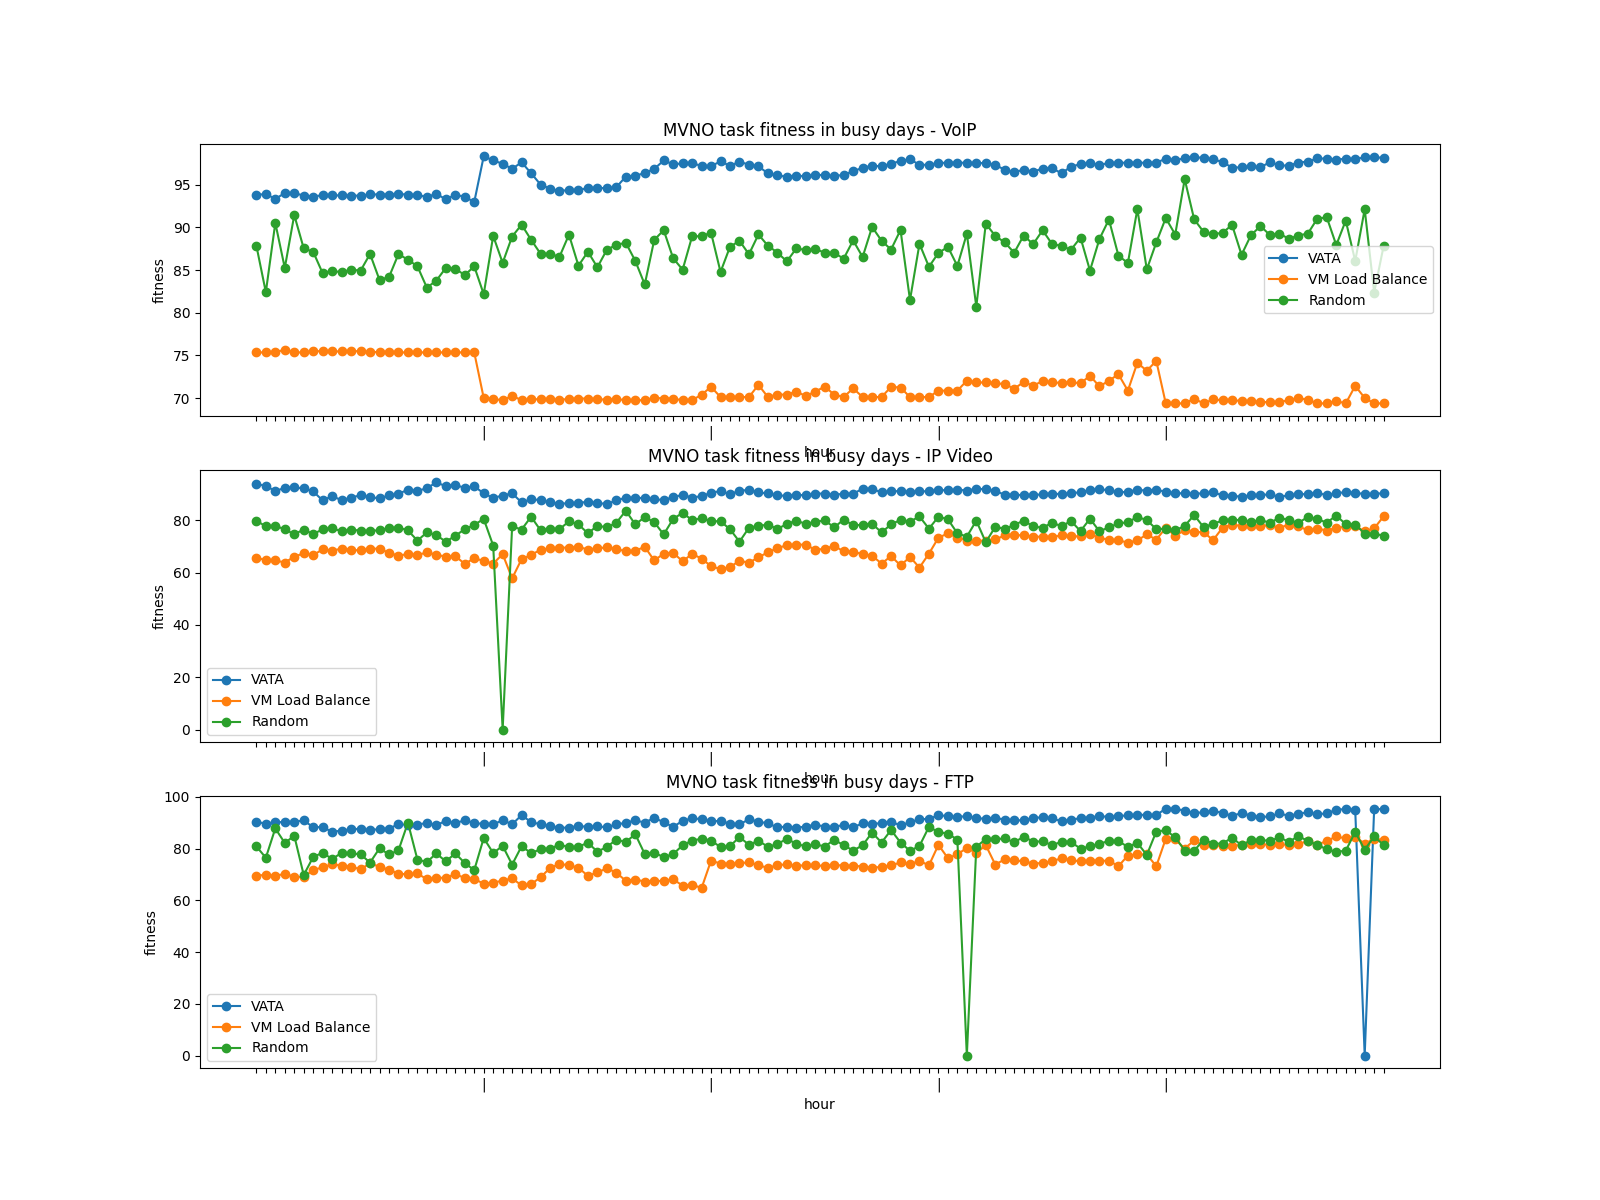 MVNO task fitness in busy days - VoIP
95
90
85
80
75
70
fitness
VATA
VM Load Balance
Random
|
|
|
|
hour
MVNO task fitness in busy days - IP Video
80
60
40
20
0
fitness
VATA
VM Load Balance
Random
|
|
|
|
hour
MVNO task fitness in busy days - FTP
100
80
60
40
20
0
fitness
VATA
VM Load Balance
Random
|
|
|
|
hour